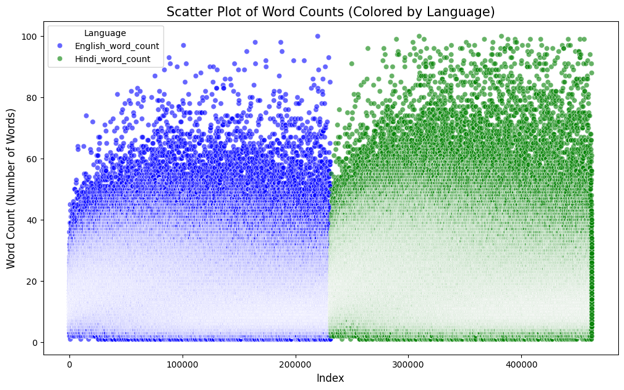 Scatter Plot of Word Counts (Colored by Language)
Language
English_word_count
Hindi_word_count
Word Count (Number of Words)
100
80
60
40
20
0
0 100000 200000 300000 400000
Index